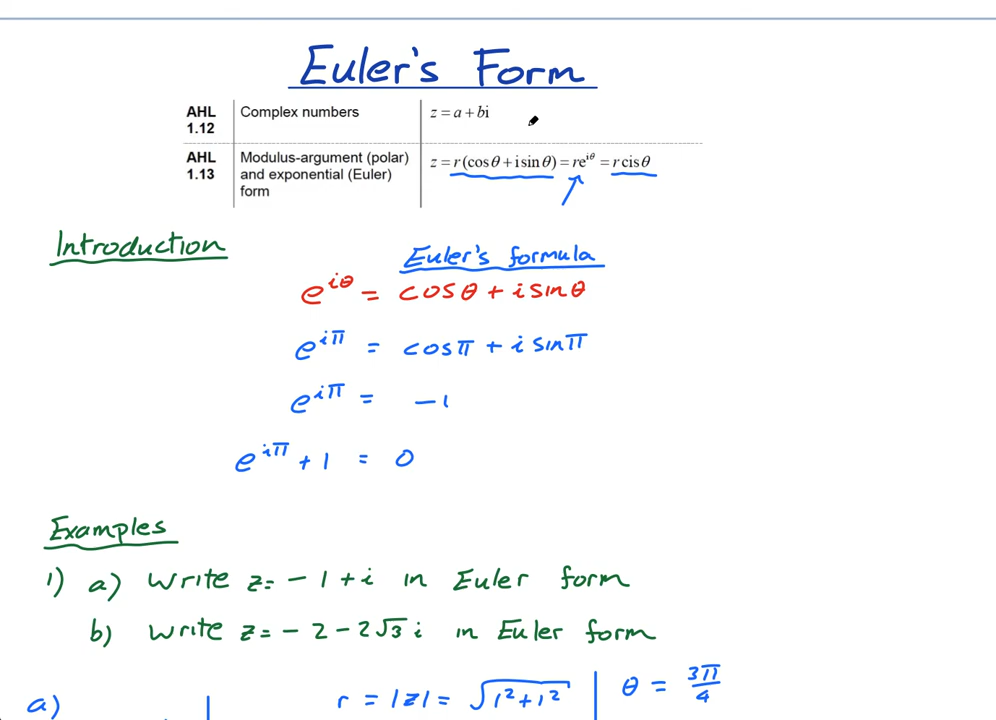 Euler's Form
AHL 1.12 Complex numbers z = a + bi
AHL 1.13 Modulus-argument (polar) and exponential (Euler) form z = r(cosθ + i sinθ) = re^{iθ} = r cisθ
Introduction
Euler's formula
e^{iθ} = cosθ + i sinθ
e^{iπ} = cosπ + i sinπ
e^{iπ} = -1
e^{iπ} + 1 = 0
Examples
1) a) Write z = -1 + i in Euler form
b) Write z = -2 - 2√3 i in Euler form
a) r = |z| = √(1² + 1²) θ = 3π/4